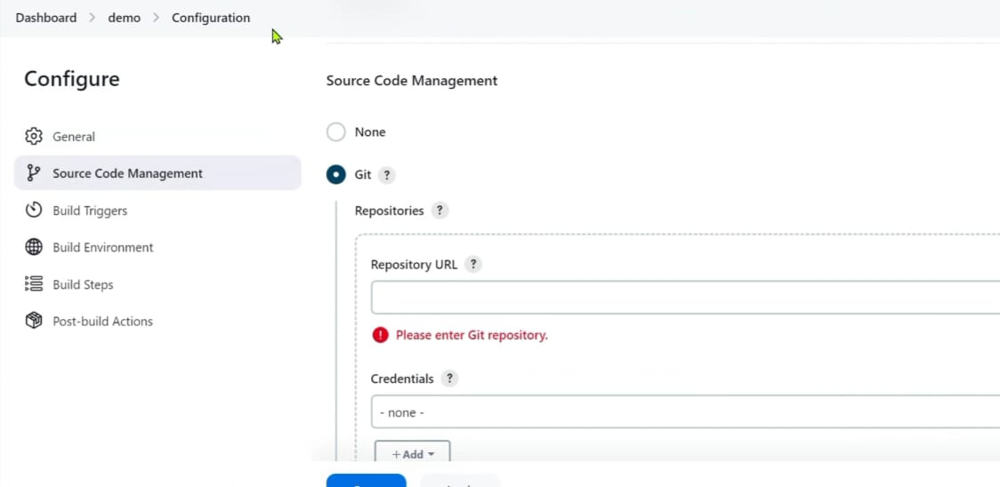 Dashboard > demo > Configuration
Configure
General
Source Code Management
Build Triggers
Build Environment
Build Steps
Post-build Actions
Source Code Management
None
Git ?
Repositories ?
Repository URL ?
! Please enter Git repository.
Credentials ?
- none -
+ Add